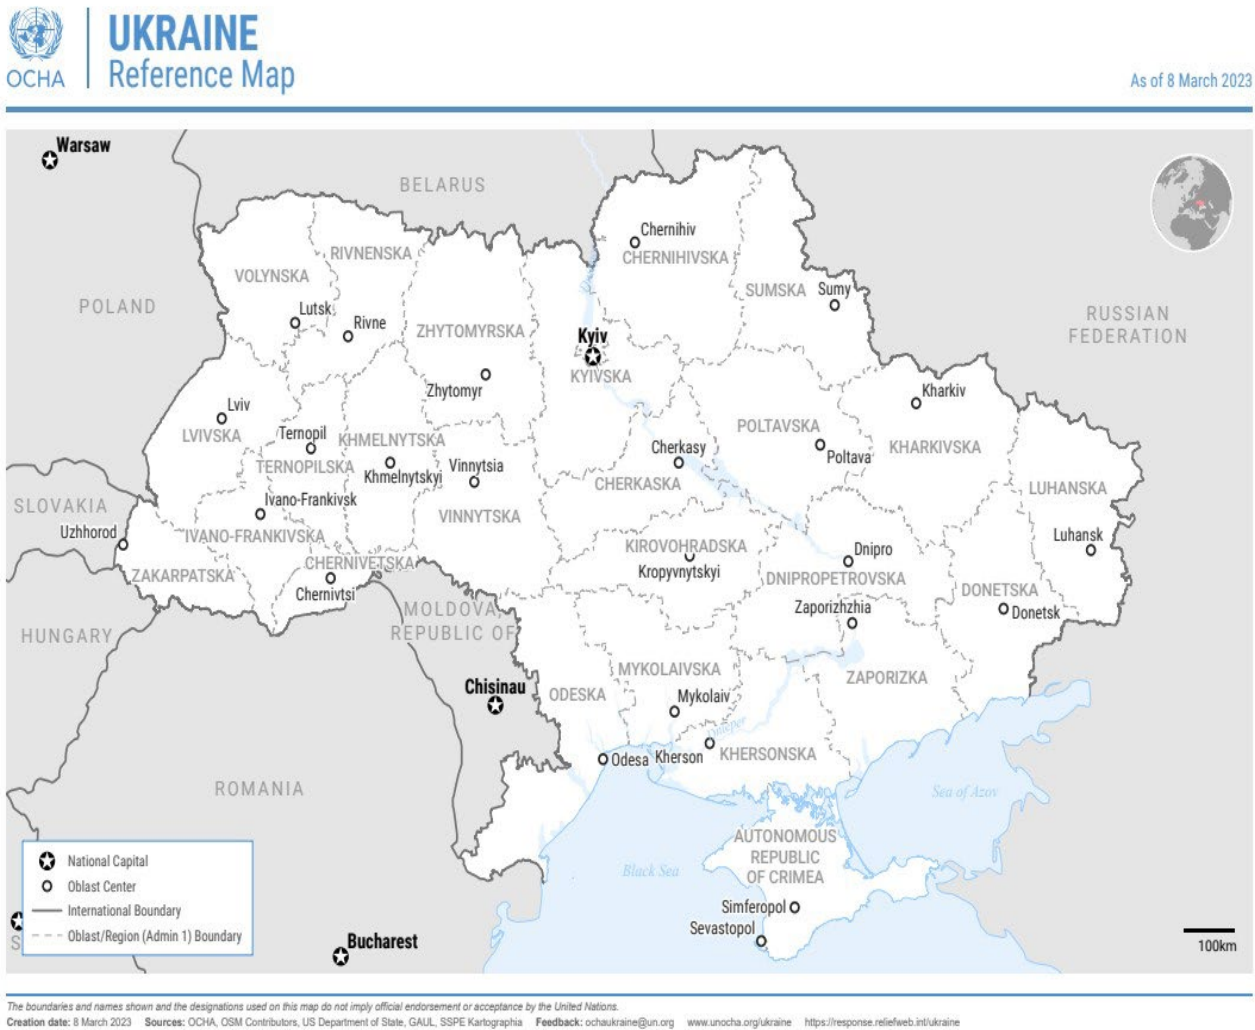 OCHA
UKRAINE
Reference Map
As of 8 March 2023
Warsaw
BELARUS
Chernihiv
CHERNIHIVSKA
RIVNENSKA
VOLYNSKA
SUMSKA
Sumy
POLAND
Lutsk
Rivne
ZHYTOMYRSKA
Kyiv
RUSSIAN
FEDERATION
KYIVSKA
Zhytomyr
Kharkiv
Lviv
LVIVSKA
Ternopil
KHMELNYTSKA
POLTAVSKA
KHARKIVSKA
Cherkasy
Poltava
TERNOPILSKA
Vinnytsia
Khmelnytskyi
CHERKASKA
LUHANSKA
SLOVAKIA
Ivano-Frankivsk
VINNYTSKA
Uzhhorod
IVANO-FRANKIVSKA
Luhansk
KIROVOHRADSKA
Dnipro
CHERNIVETSKA
ZAKARPATSKA
Kropyvnytskyi
DNIPROPETROVSKA
DONETSKA
Chernivtsi
MOLDOVA,
REPUBLIC OF
Zaporizhzhia
Donetsk
HUNGARY
MYKOLAIVSKA
ZAPORIZKA
Chisinau
ODESKA
Mykolaiv
Dnieper
Odesa
Kherson
KHERSONSKA
ROMANIA
Sea of Azov
AUTONOMOUS
REPUBLIC
OF CRIMEA
Black Sea
Simferopol
Sevastopol
National Capital
Oblast Center
International Boundary
Oblast/Region (Admin 1) Boundary
S
Bucharest
100km
The boundaries and names shown and the designations used on this map do not imply official endorsement or acceptance by the United Nations.
Creation date: 8 March 2023 Sources: OCHA, OSM Contributors, US Department of State, GAUL, SSPE Kartographia Feedback: ochaukraine@un.org www.unocha.org/ukraine https://response.reliefweb.int/ukraine